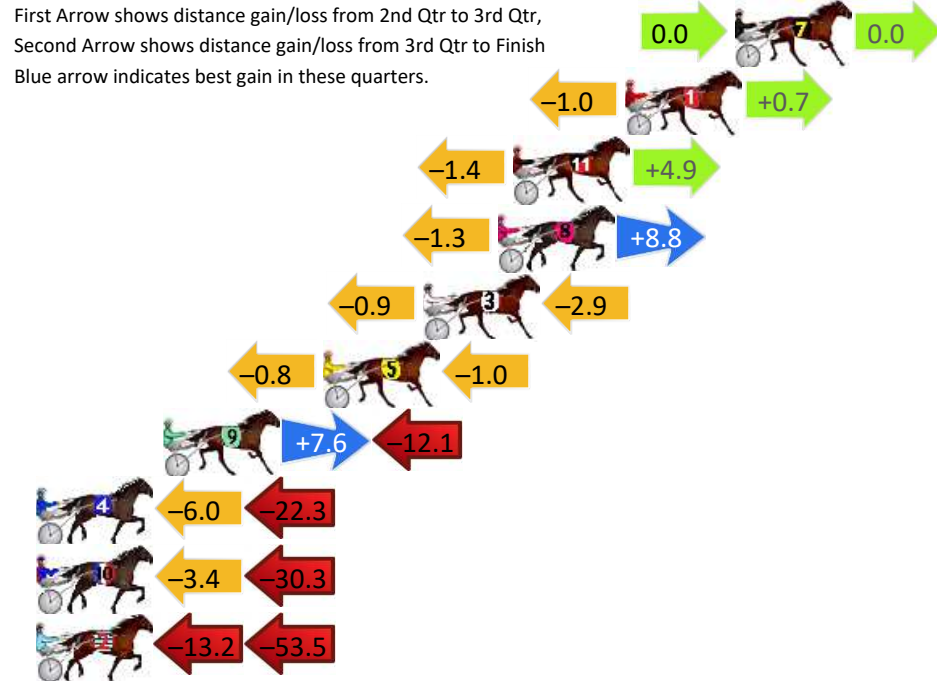 First Arrow shows distance gain/loss from 2nd Qtr to 3rd Qtr,
Second Arrow shows distance gain/loss from 3rd Qtr to Finish
Blue arrow indicates best gain in these quarters.
0.0 7 0.0
–1.0 1 +0.7
–1.4 11 +4.9
–1.3 8 +8.8
–0.9 3 –2.9
–0.8 5 –1.0
9 +7.6 –12.1
4 –6.0 –22.3
10 –3.4 –30.3
–13.2 –53.5